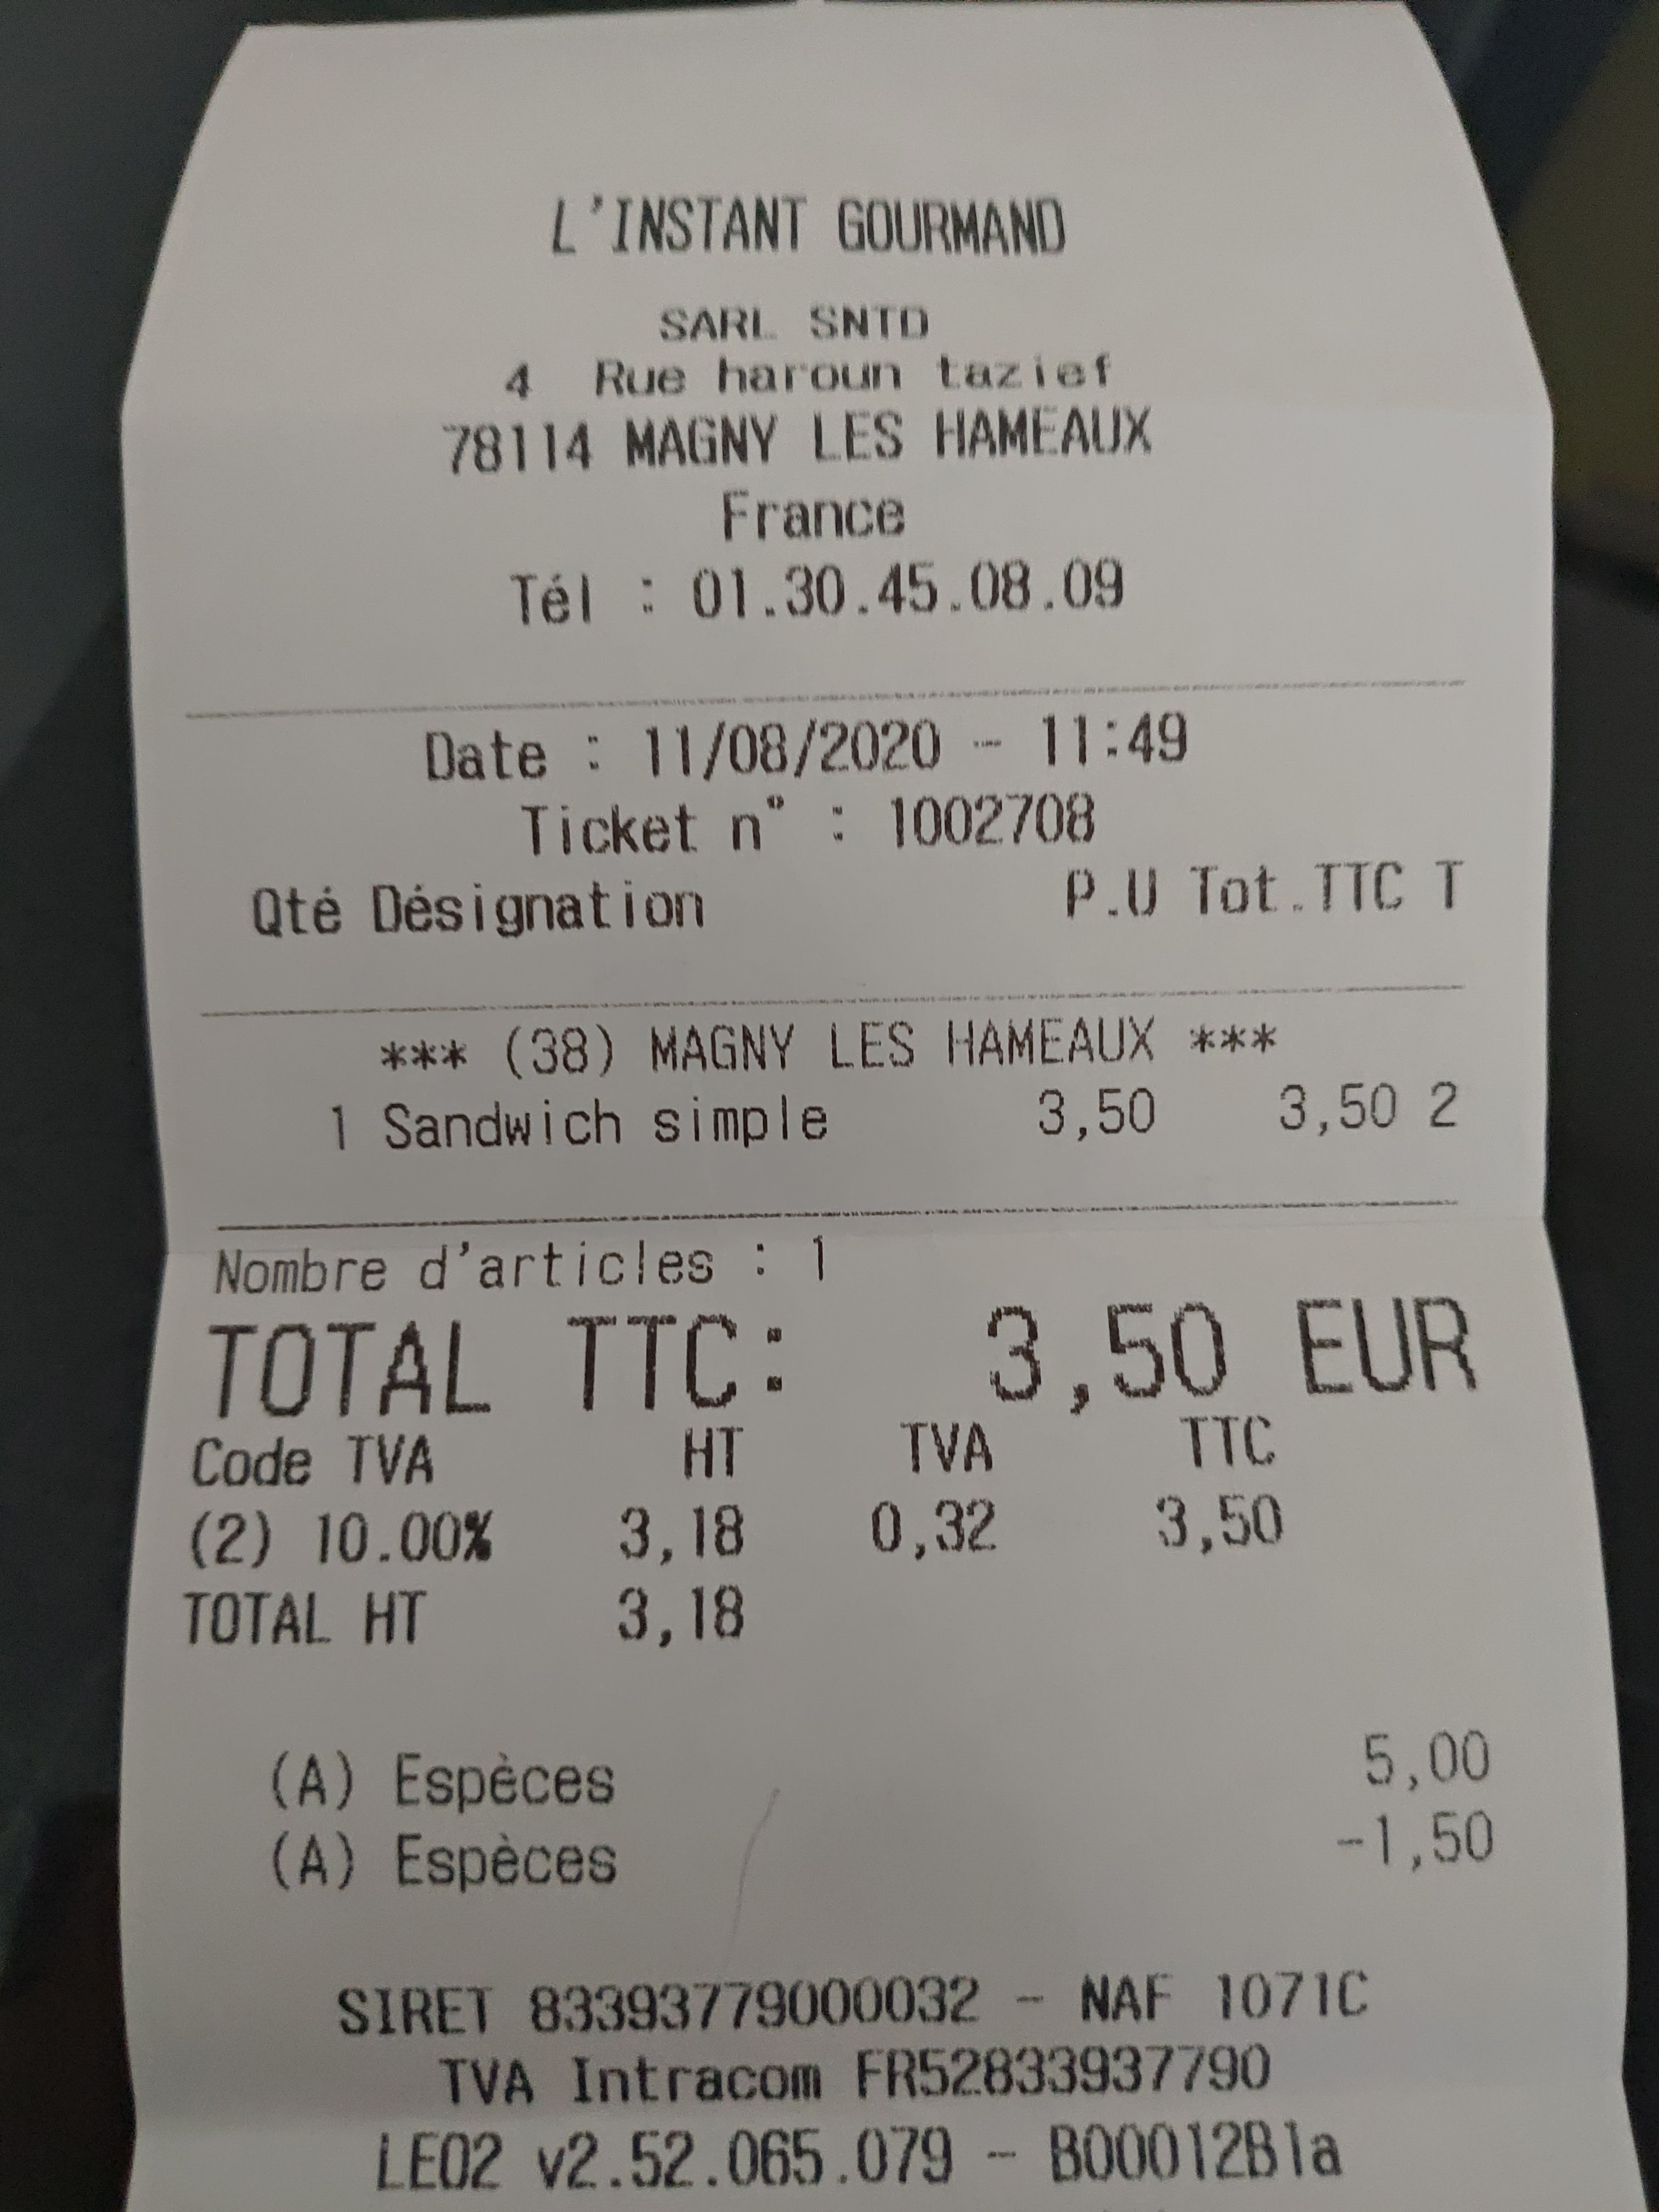 L'INSTANT GOURMAND
SARL SNTD
4 Rue haroun tazief
78114 MAGNY LES HAMEAUX
France
Tél : 01.30.45.08.09
Date : 11/08/2020 - 11:49
Ticket n° : 1002708
Qté Désignation P.U Tot.TTC T
*** (38) MAGNY LES HAMEAUX ***
1 Sandwich simple 3,50 3,50 2
Nombre d'articles : 1
TOTAL TTC: 3,50 EUR
Code TVA HT TVA TTC
(2) 10.00% 3,18 0,32 3,50
TOTAL HT 3,18
(A) Espèces 5,00
(A) Espèces -1,50
SIRET 83393779000032 - NAF 1071C
TVA Intracom FR52833937790
LEO2 v2.52.065.079 - B00012B1a